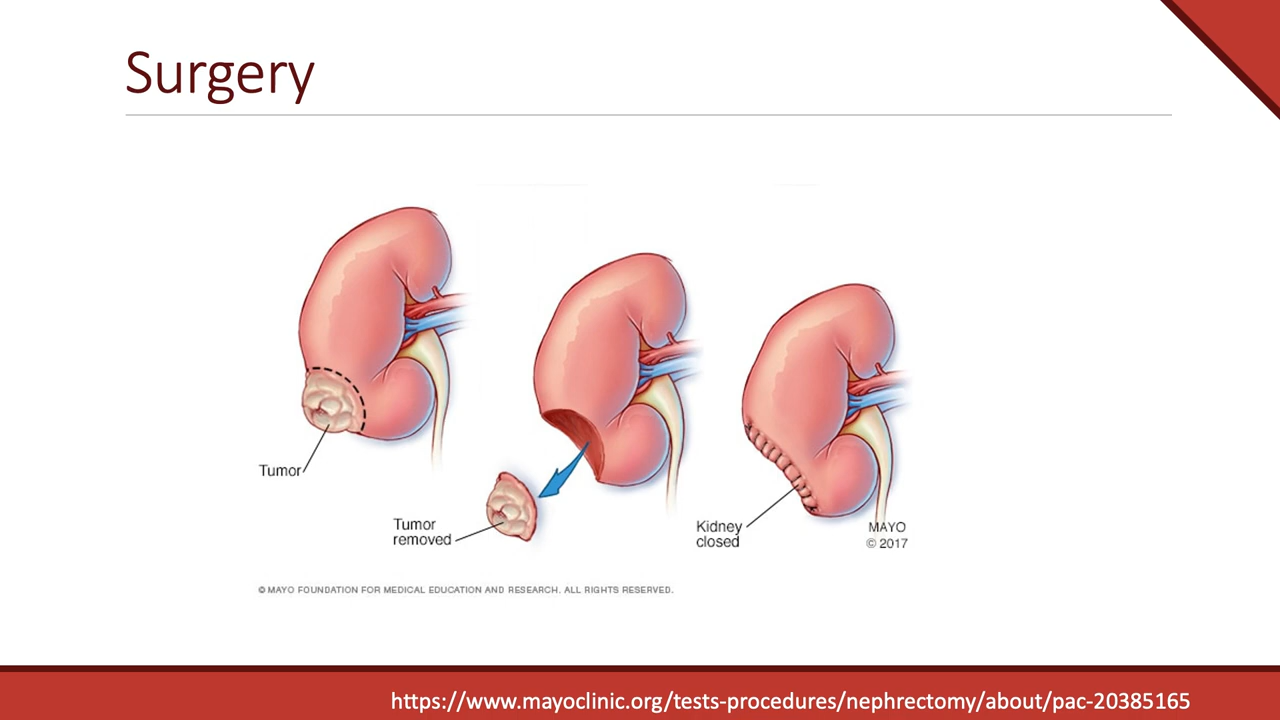 Surgery
Tumor
Tumor
removed
Kidney
closed
MAYO
© 2017
© MAYO FOUNDATION FOR MEDICAL EDUCATION AND RESEARCH. ALL RIGHTS RESERVED.
https://www.mayoclinic.org/tests-procedures/nephrectomy/about/pac-20385165